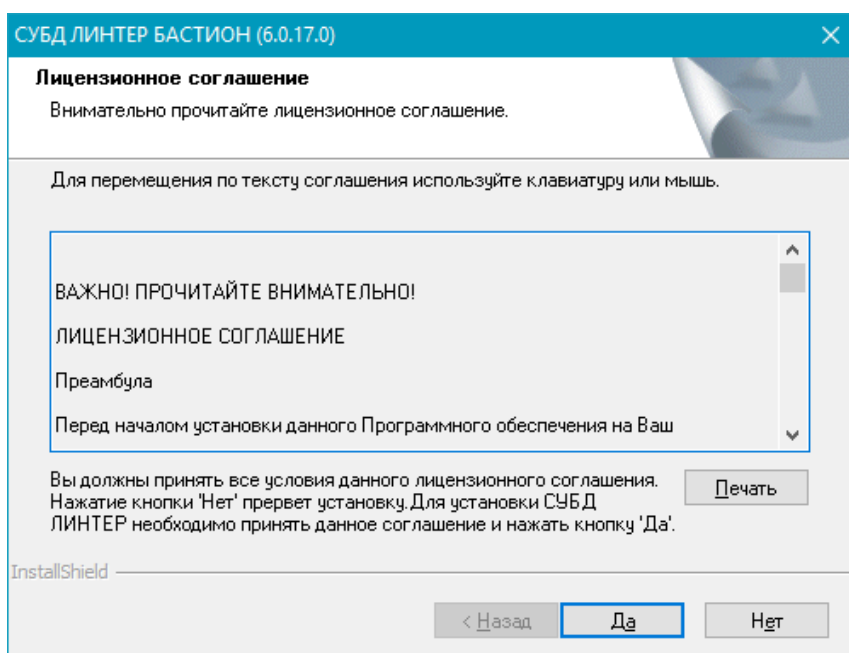 СУБД ЛИНТЕР БАСТИОН (6.0.17.0)
Лицензионное соглашение
Внимательно прочитайте лицензионное соглашение.
Для перемещения по тексту соглашения используйте клавиатуру или мышь.
ВАЖНО! ПРОЧИТАЙТЕ ВНИМАТЕЛЬНО!
ЛИЦЕНЗИОННОЕ СОГЛАШЕНИЕ
Преамбула
Перед началом установки данного Программного обеспечения на Ваш
Вы должны принять все условия данного лицензионного соглашения.
Нажатие кнопки 'Нет' прервет установку.Для установки СУБД
ЛИНТЕР необходимо принять данное соглашение и нажать кнопку 'Да'.
Печать
InstallShield
< Назад
Да
Нет